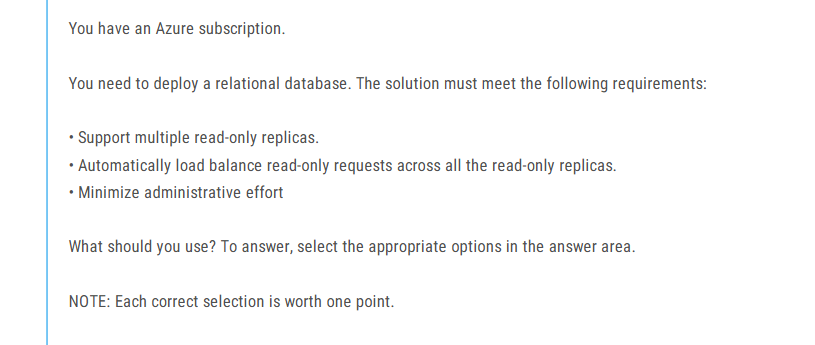 You have an Azure subscription.
You need to deploy a relational database. The solution must meet the following requirements:
• Support multiple read-only replicas.
• Automatically load balance read-only requests across all the read-only replicas.
• Minimize administrative effort
What should you use? To answer, select the appropriate options in the answer area.
NOTE: Each correct selection is worth one point.